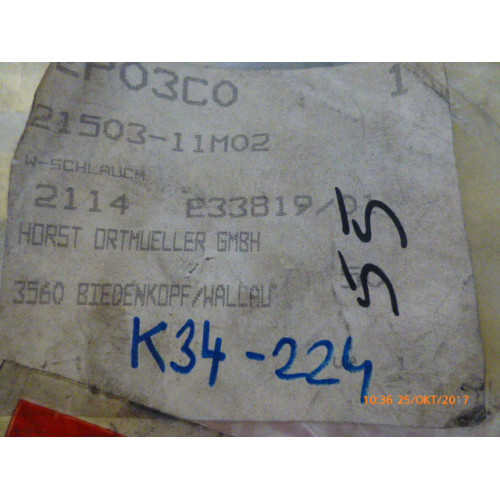 EP03C0 1
21503-11M02
W-SCHLAUCH
2114 E33819/01
HORST ORTMUELLER GMBH
3560 BIEDENKOPF/WALLAU
55
K34-224
10:36 25/OKT/2017